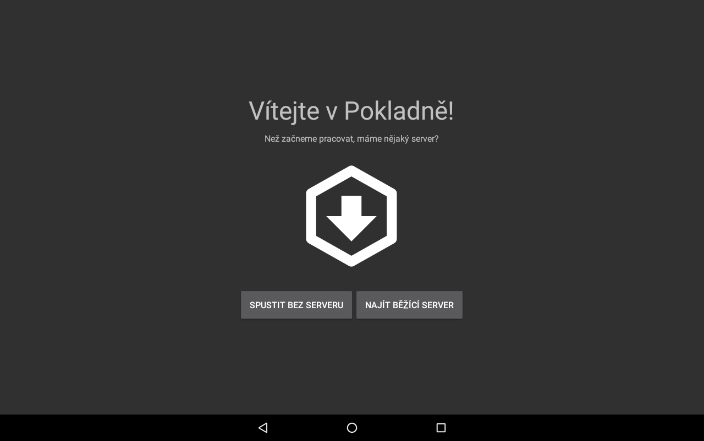 Vítejte v Pokladně!
Než začneme pracovat, máme nějaký server?
SPUSTIT BEZ SERVERU
NAJÍT BĚŽÍCÍ SERVER